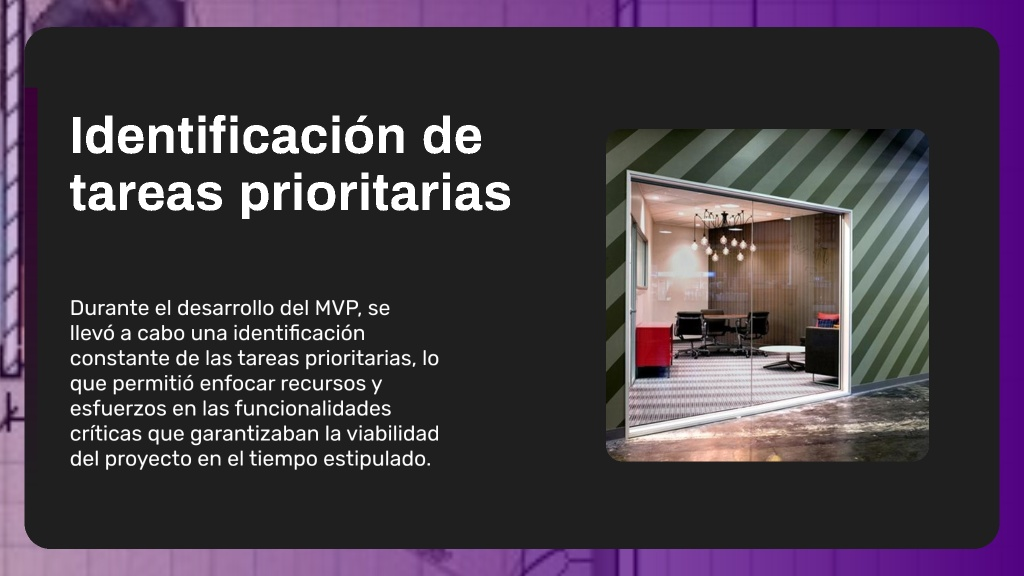 Identificación de
tareas prioritarias
Durante el desarrollo del MVP, se
llevó a cabo una identificación
constante de las tareas prioritarias, lo
que permitió enfocar recursos y
esfuerzos en las funcionalidades
críticas que garantizaban la viabilidad
del proyecto en el tiempo estipulado.